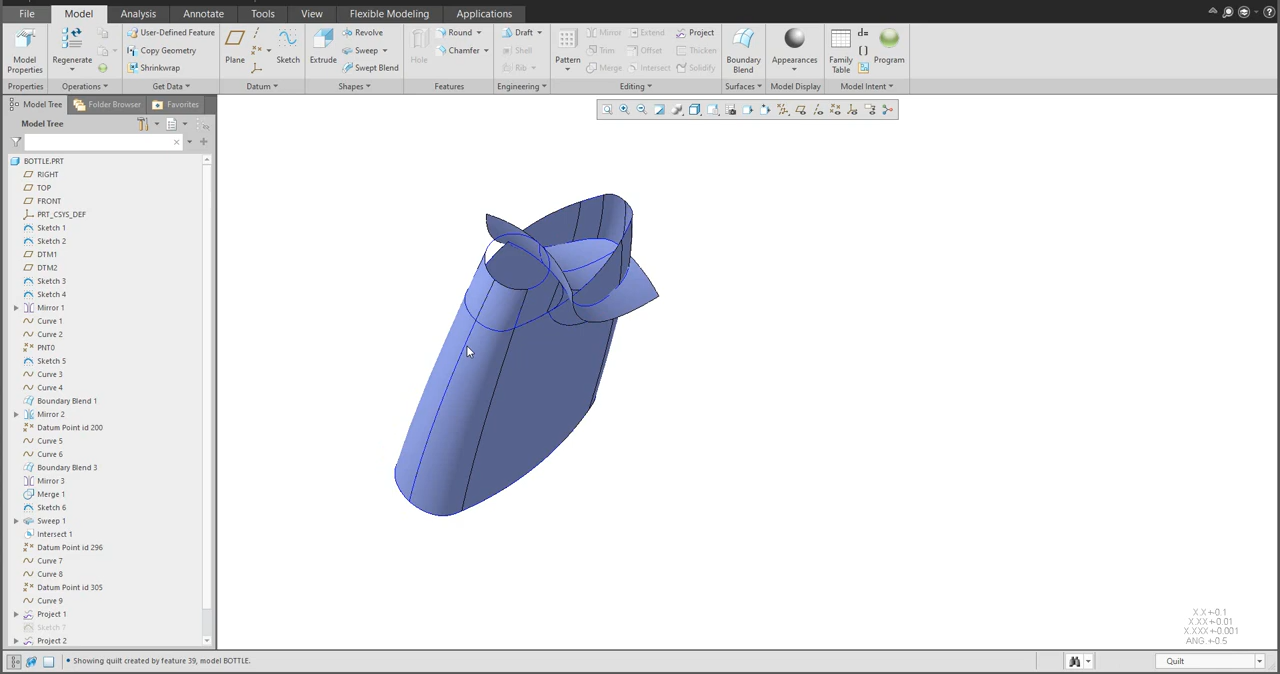 File Model Analysis Annotate Tools View Flexible Modeling Applications
Model Properties
Regenerate
User-Defined Feature
Copy Geometry
Shrinkwrap
Plane
Sketch
Extrude
Revolve
Sweep
Swept Blend
Hole
Round
Chamfer
Draft
Shell
Rib
Pattern
Mirror Extend Project
Trim Offset Thicken
Merge Intersect Solidify
Boundary Blend
Appearances
Family Table
d=
Program
Properties Operations Get Data Datum Shapes Features Engineering Editing Surfaces Model Display Model Intent
Model Tree Folder Browser Favorites
Model Tree
BOTTLE.PRT
RIGHT
TOP
FRONT
PRT_CSYS_DEF
Sketch 1
Sketch 2
DTM1
DTM2
Sketch 3
Sketch 4
Mirror 1
Curve 1
Curve 2
PNT0
Sketch 5
Curve 3
Curve 4
Boundary Blend 1
Mirror 2
Datum Point id 200
Curve 5
Curve 6
Boundary Blend 3
Mirror 3
Merge 1
Sketch 6
Sweep 1
Intersect 1
Datum Point id 296
Curve 7
Curve 8
Datum Point id 305
Curve 9
Project 1
Sketch 7
Project 2
X.X+-0.1
X.XX+-0.01
X.XXX+-0.001
ANG.+-0.5
• Showing quilt created by feature 39, model BOTTLE.
Quilt